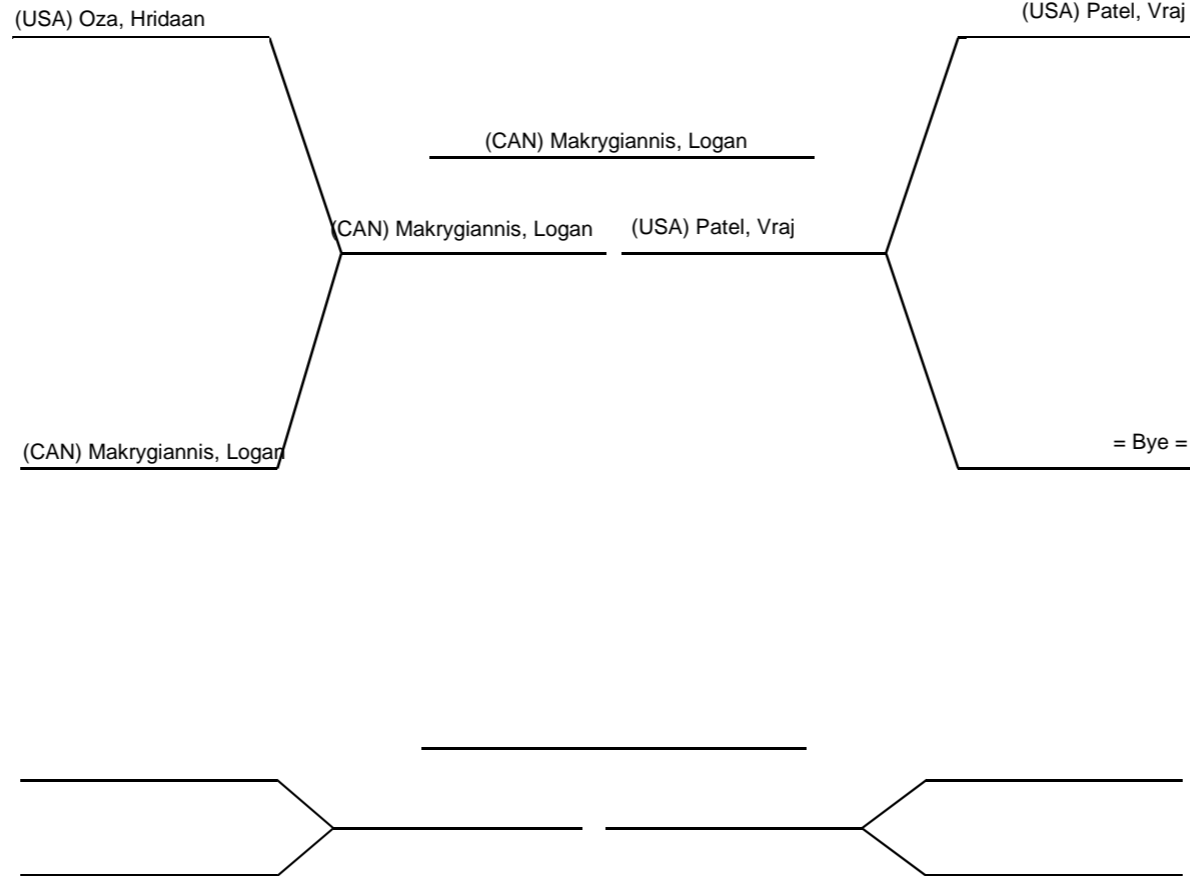 (USA) Oza, Hridaan
(USA) Patel, Vraj
(CAN) Makrygiannis, Logan
(CAN) Makrygiannis, Logan
(USA) Patel, Vraj
(CAN) Makrygiannis, Logan
= Bye =